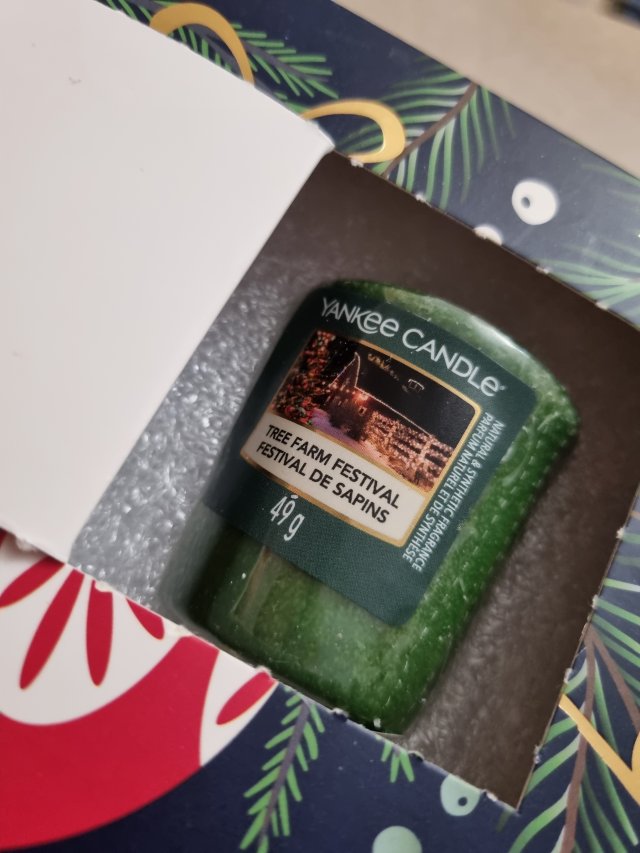 YANKEE CANDLE®
TREE FARM FESTIVAL
FESTIVAL DE SAPINS
49 g
NATURAL & SYNTHETIC FRAGRANCE
PARFUM NATUREL ET DE SYNTHÈSE